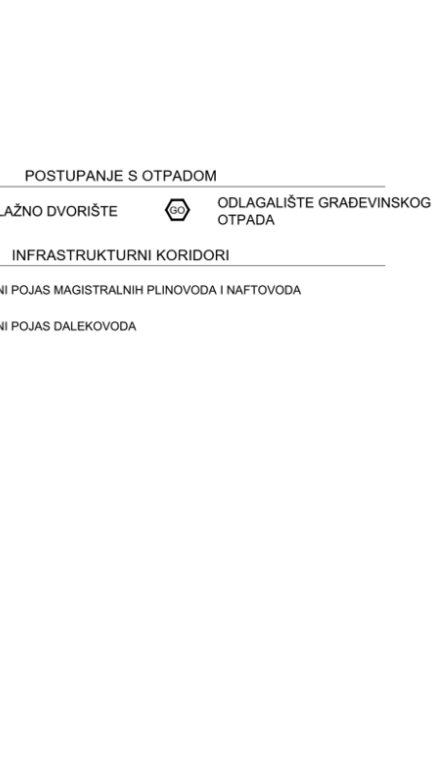 POSTUPANJE S OTPADOM
LAŽNO DVORIŠTE
GO
ODLAGALIŠTE GRAĐEVINSKOG
OTPADA
INFRASTRUKTURNI KORIDORI
NI POJAS MAGISTRALNIH PLINOVODA I NAFTOVODA
NI POJAS DALEKOVODA